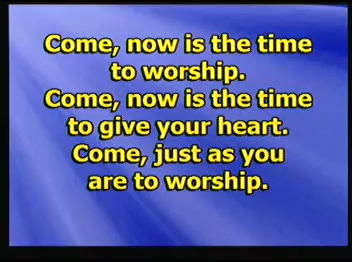 Come, now is the time
to worship.
Come, now is the time
to give your heart.
Come, just as you
are to worship.